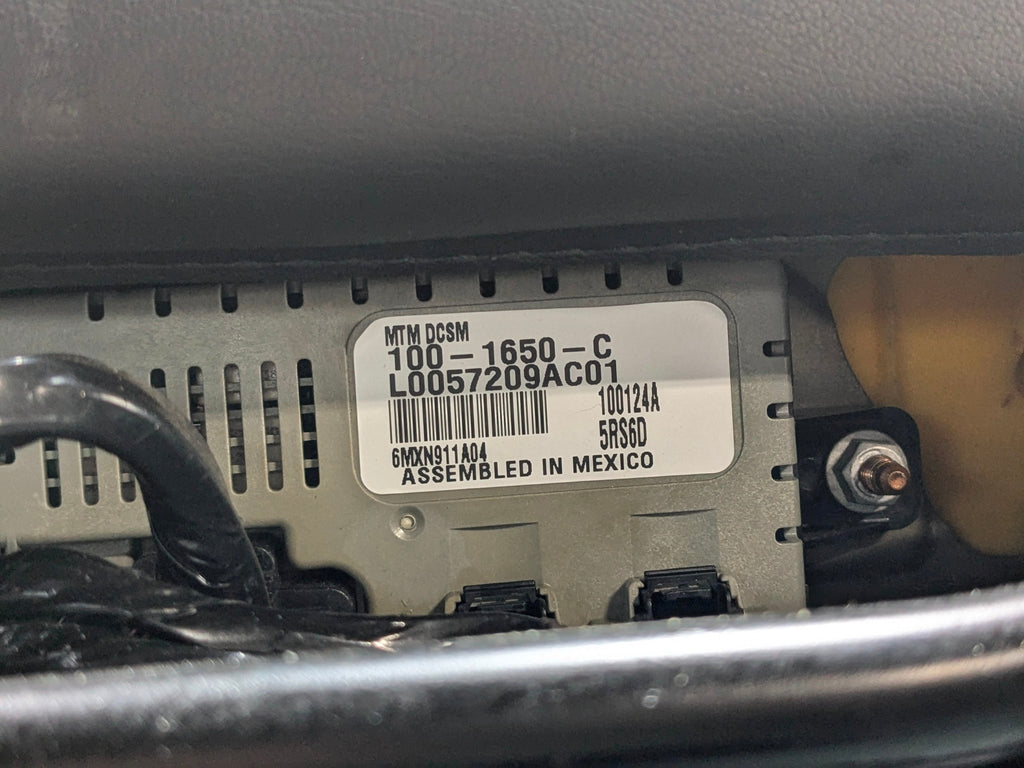 MTM DCSM
100-1650-C
L0057209AC01
100124A
5RS6D
6MXN911A04
ASSEMBLED IN MEXICO